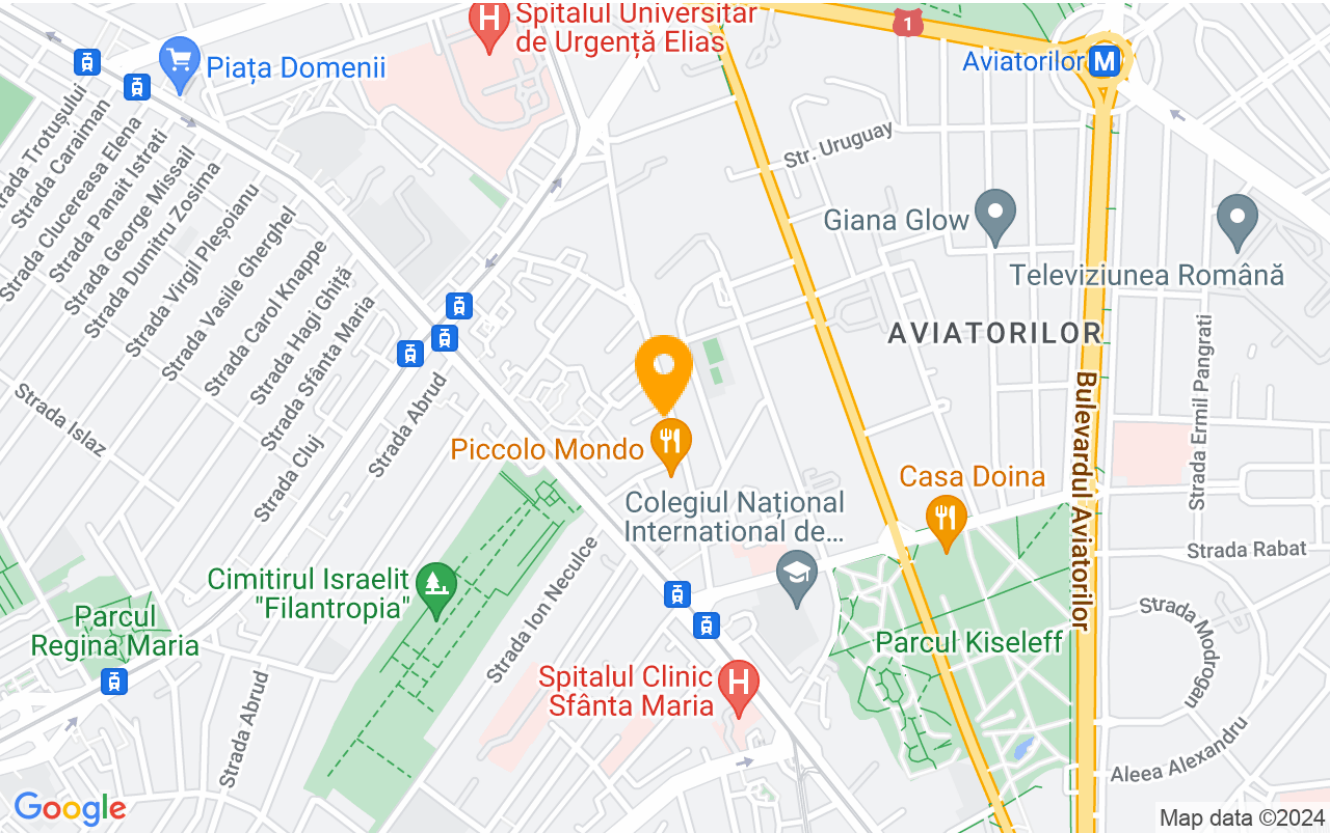 Spitalul Universitar
de Urgență Elias
1
Aviatorilor
M
Piața Domenii
Strada Caraiman
Strada Clucereasa Elena
Strada Panait Istrati
Strada George Missail
Strada Dumitru Zosima
Strada Virgil Pleșoianu
Strada Vasile Gherghel
Strada Carol Knappe
Strada Hagi Ghiță
Strada Sfânta Maria
Strada Cluj
Strada Abrud
Strada Islaz
Str. Uruguay
Giana Glow
Televiziunea Română
AVIATORILOR
Strada Ermil Pangrati
Bulevardul Aviatorilor
Piccolo Mondo
Casa Doina
Colegiul Național
International de...
Strada Rabat
Cimitirul Israelit
"Filantropia"
Strada Ion Neculce
Parcul
Regina Maria
Strada Modrogan
Parcul Kiseleff
Spitalul Clinic
Sfânta Maria
H
H
Strada Abrud
Aleea Alexandru
Google
Map data ©2024